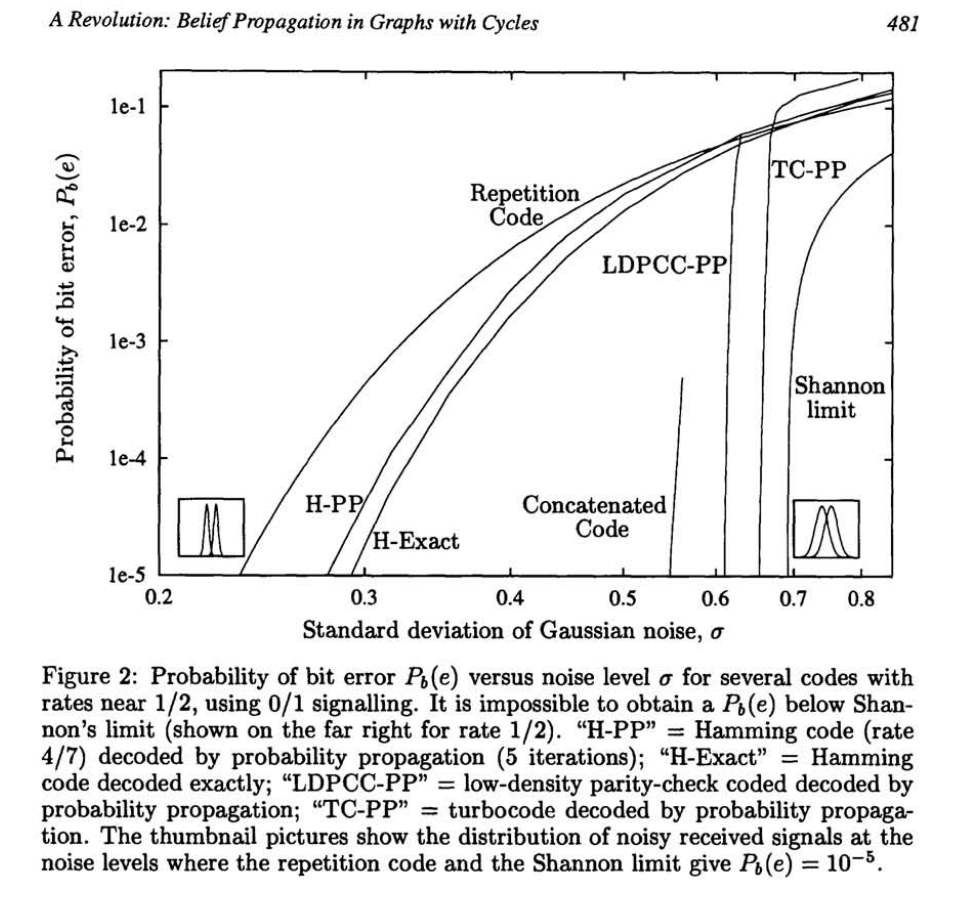 A Revolution: Belief Propagation in Graphs with Cycles 481
1e-1
1e-2
1e-3
1e-4
1e-5
Probability of bit error, P_b(e)
Repetition
Code
TC-PP
LDPCC-PP
Shannon
limit
H-PP
H-Exact
Concatenated
Code
0.2 0.3 0.4 0.5 0.6 0.7 0.8
Standard deviation of Gaussian noise, σ
Figure 2: Probability of bit error P_b(e) versus noise level σ for several codes with
rates near 1/2, using 0/1 signalling. It is impossible to obtain a P_b(e) below Shan-
non's limit (shown on the far right for rate 1/2). "H-PP" = Hamming code (rate
4/7) decoded by probability propagation (5 iterations); "H-Exact" = Hamming
code decoded exactly; "LDPCC-PP" = low-density parity-check coded decoded by
probability propagation; "TC-PP" = turbocode decoded by probability propaga-
tion. The thumbnail pictures show the distribution of noisy received signals at the
noise levels where the repetition code and the Shannon limit give P_b(e) = 10^-5.